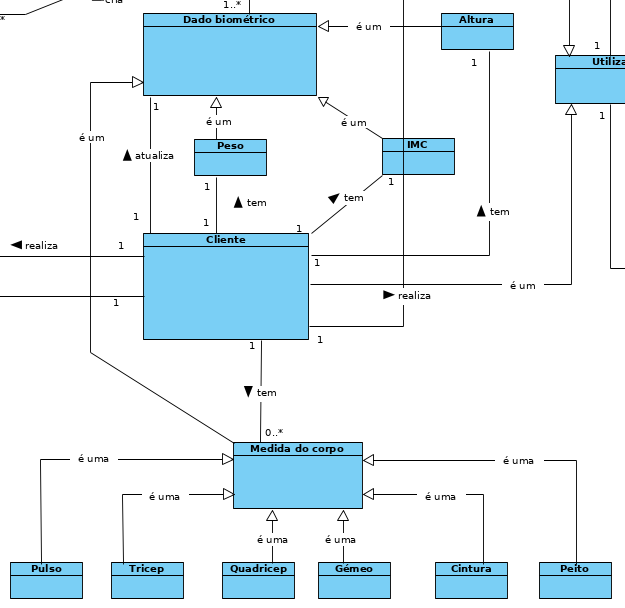 cria
*
1..*
Dado biométrico
é um
Altura
1
1
1
é um
é um
é um
1
atualiza
Peso
IMC
1
1
1
tem
tem
tem
1
1
1
realiza
1
Cliente
1
é um
realiza
1
1
1
tem
0..*
Medida do corpo
é uma
é uma
é uma
é uma
é uma
é uma
Pulso
Tricep
Quadricep
Gémeo
Cintura
Peito